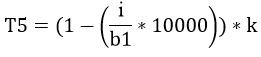 T5 = (1 − (i/b1 * 10000)) * k